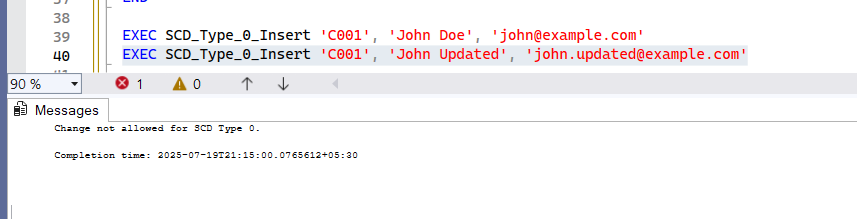 37 END
38
39 EXEC SCD_Type_0_Insert 'C001', 'John Doe', 'john@example.com'
40 EXEC SCD_Type_0_Insert 'C001', 'John Updated', 'john.updated@example.com'
41
90 % 1 0
Messages
Change not allowed for SCD Type 0.
Completion time: 2025-07-19T21:15:00.0765612+05:30